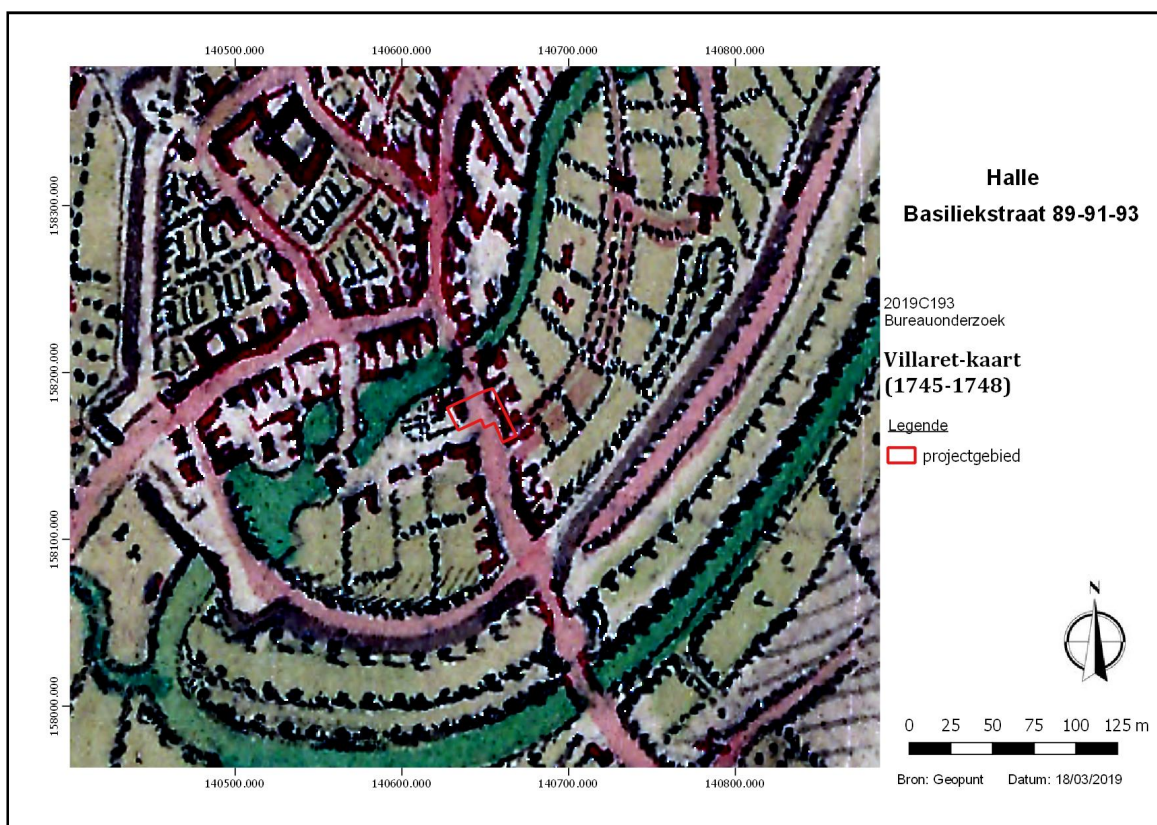 140500.000 140600.000 140700.000 140800.000
158300.000
158200.000
158100.000
158000.000
140500.000 140600.000 140700.000 140800.000
Halle
Basiliekstraat 89-91-93
2019C193
Bureauonderzoek
Villaret-kaart
(1745-1748)
Legende
projectgebied
N
0 25 50 75 100 125 m
Bron: Geopunt Datum: 18/03/2019